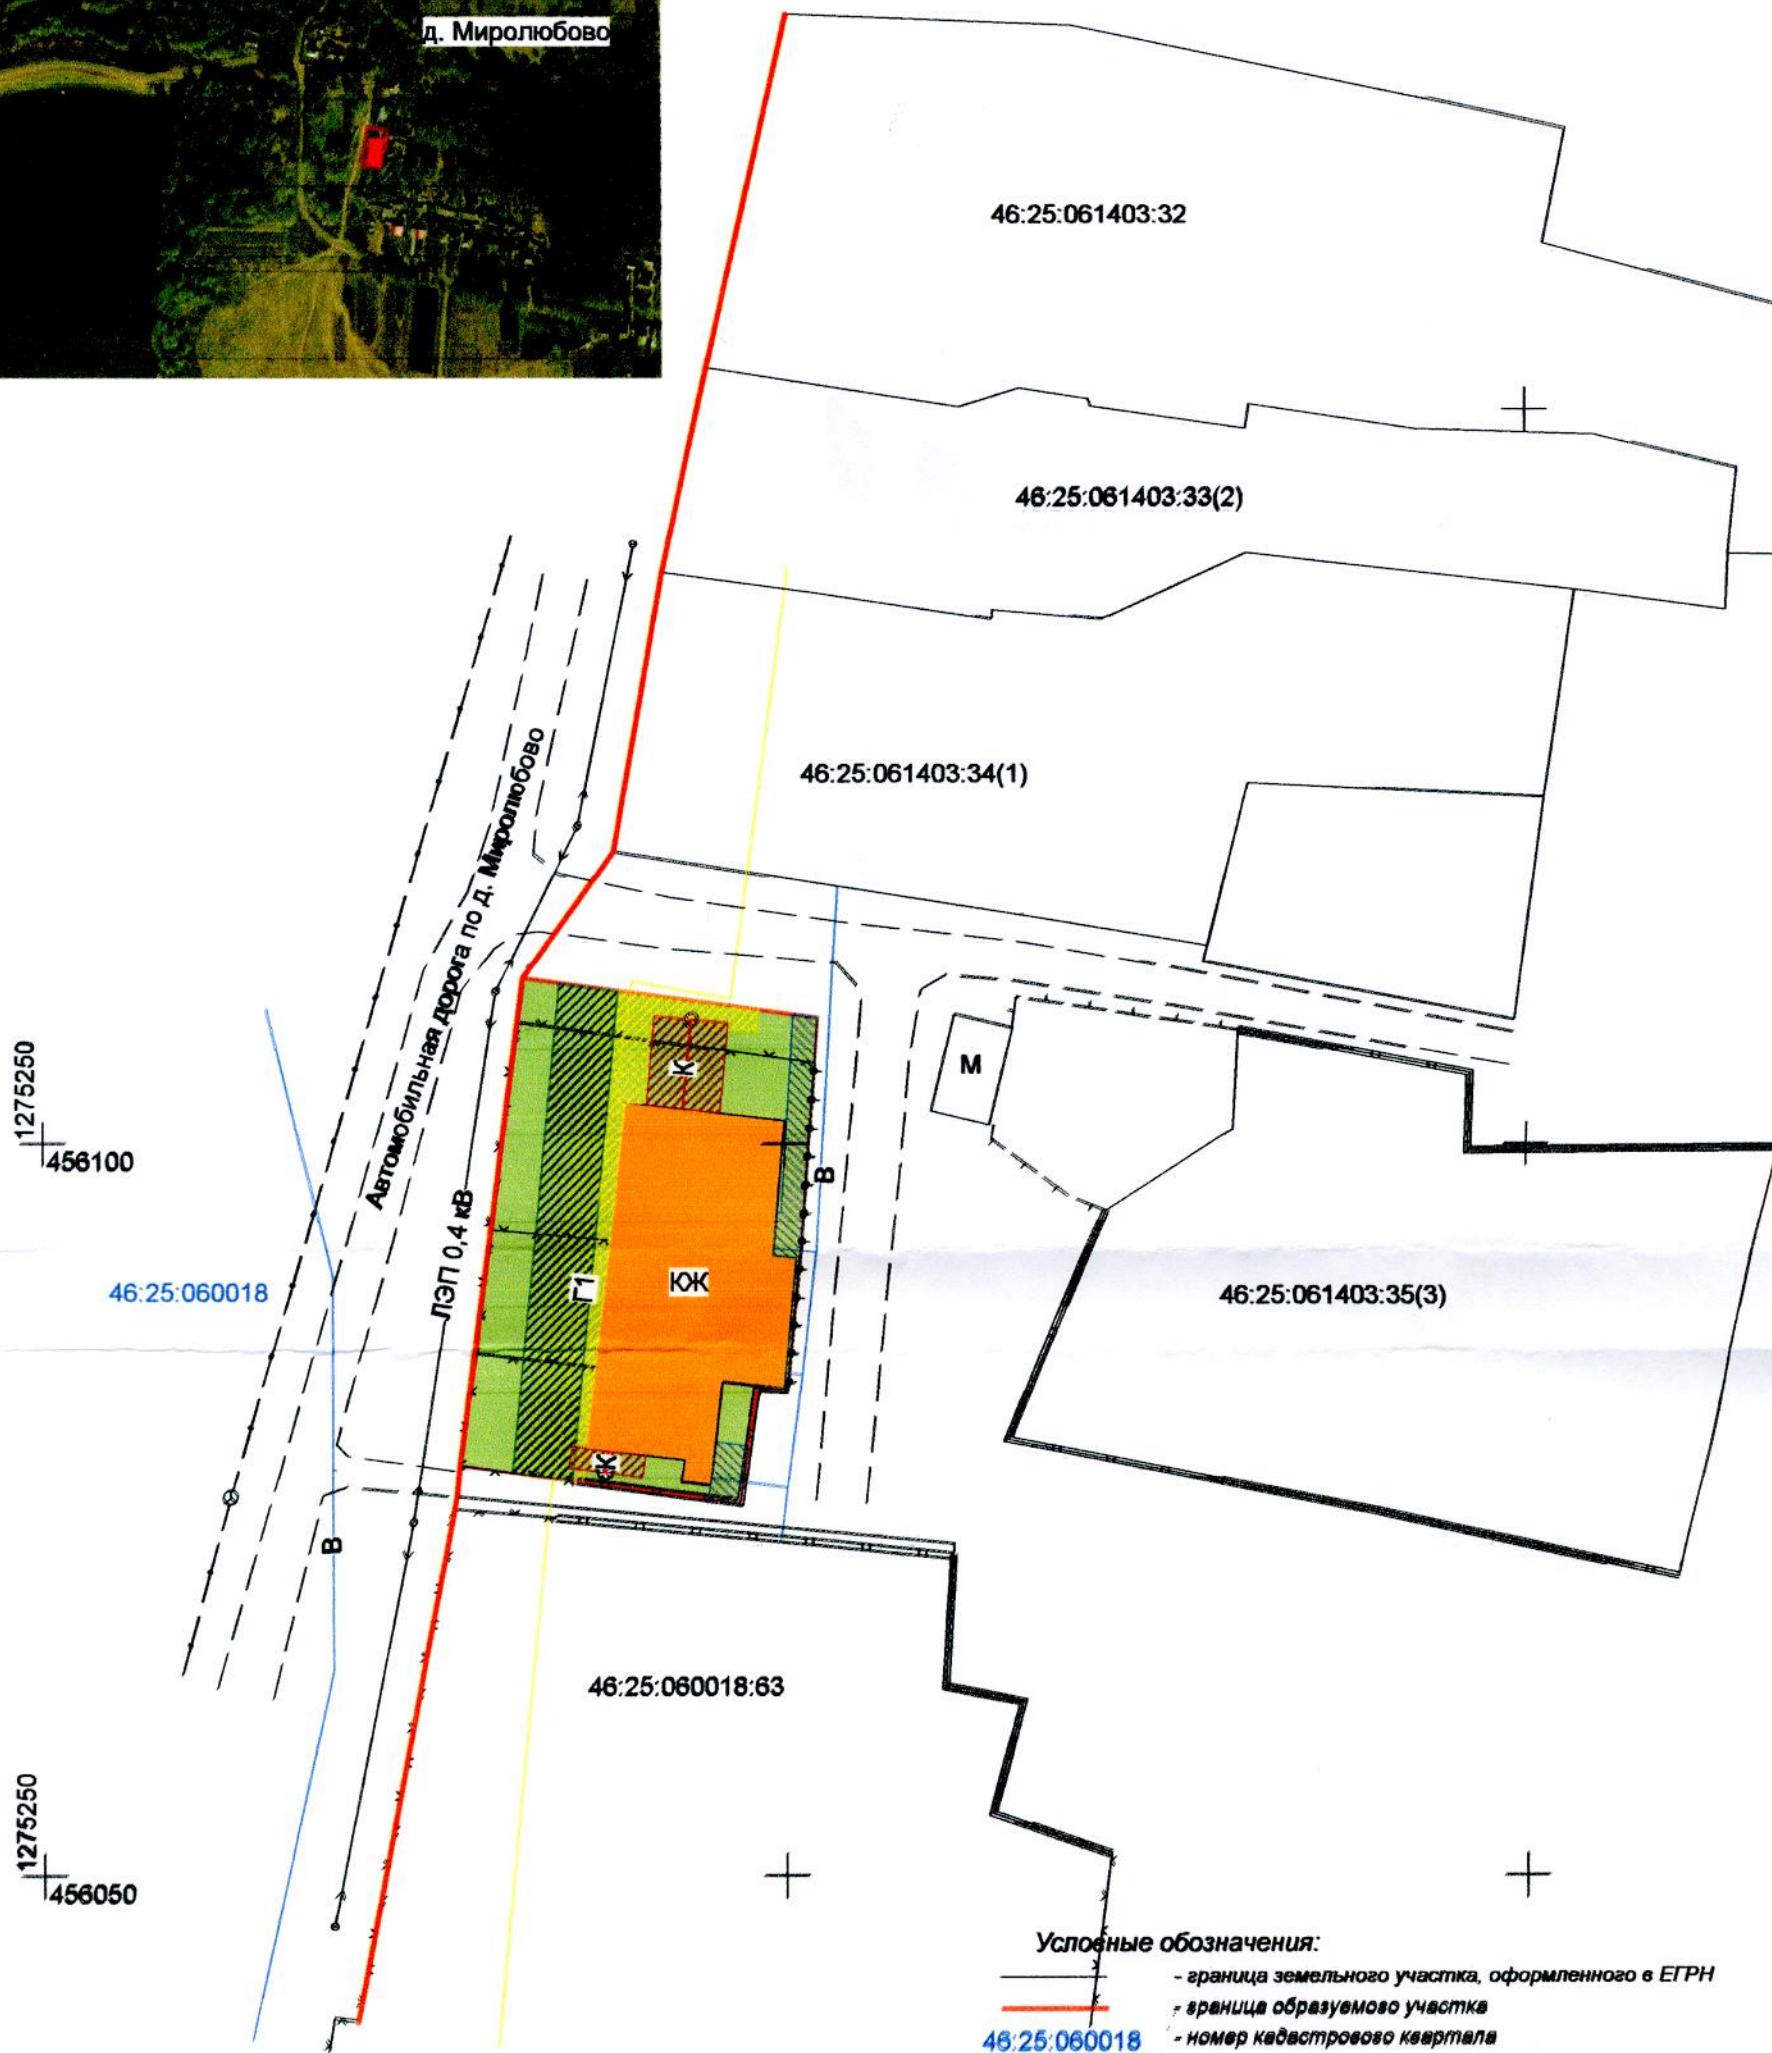 д. Миролюбово
46:25:061403:32
46:25:061403:33(2)
46:25:061403:34(1)
Автомобильная дорога по д. Миролюбово
К
М
1275250
456100
В
ЛЭП 0,4 кВ
Г1
КЖ
46:25:060018
46:25:061403:35(3)
К
В
46:25:060018:63
1275250
456050
Условные обозначения:
- граница земельного участка, оформленного в ЕГРН
- граница образуемого участка
46:25:060018 - номер кадастрового квартала